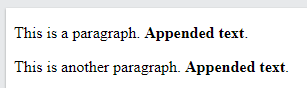 This is a paragraph. Appended text.
This is another paragraph. Appended text.